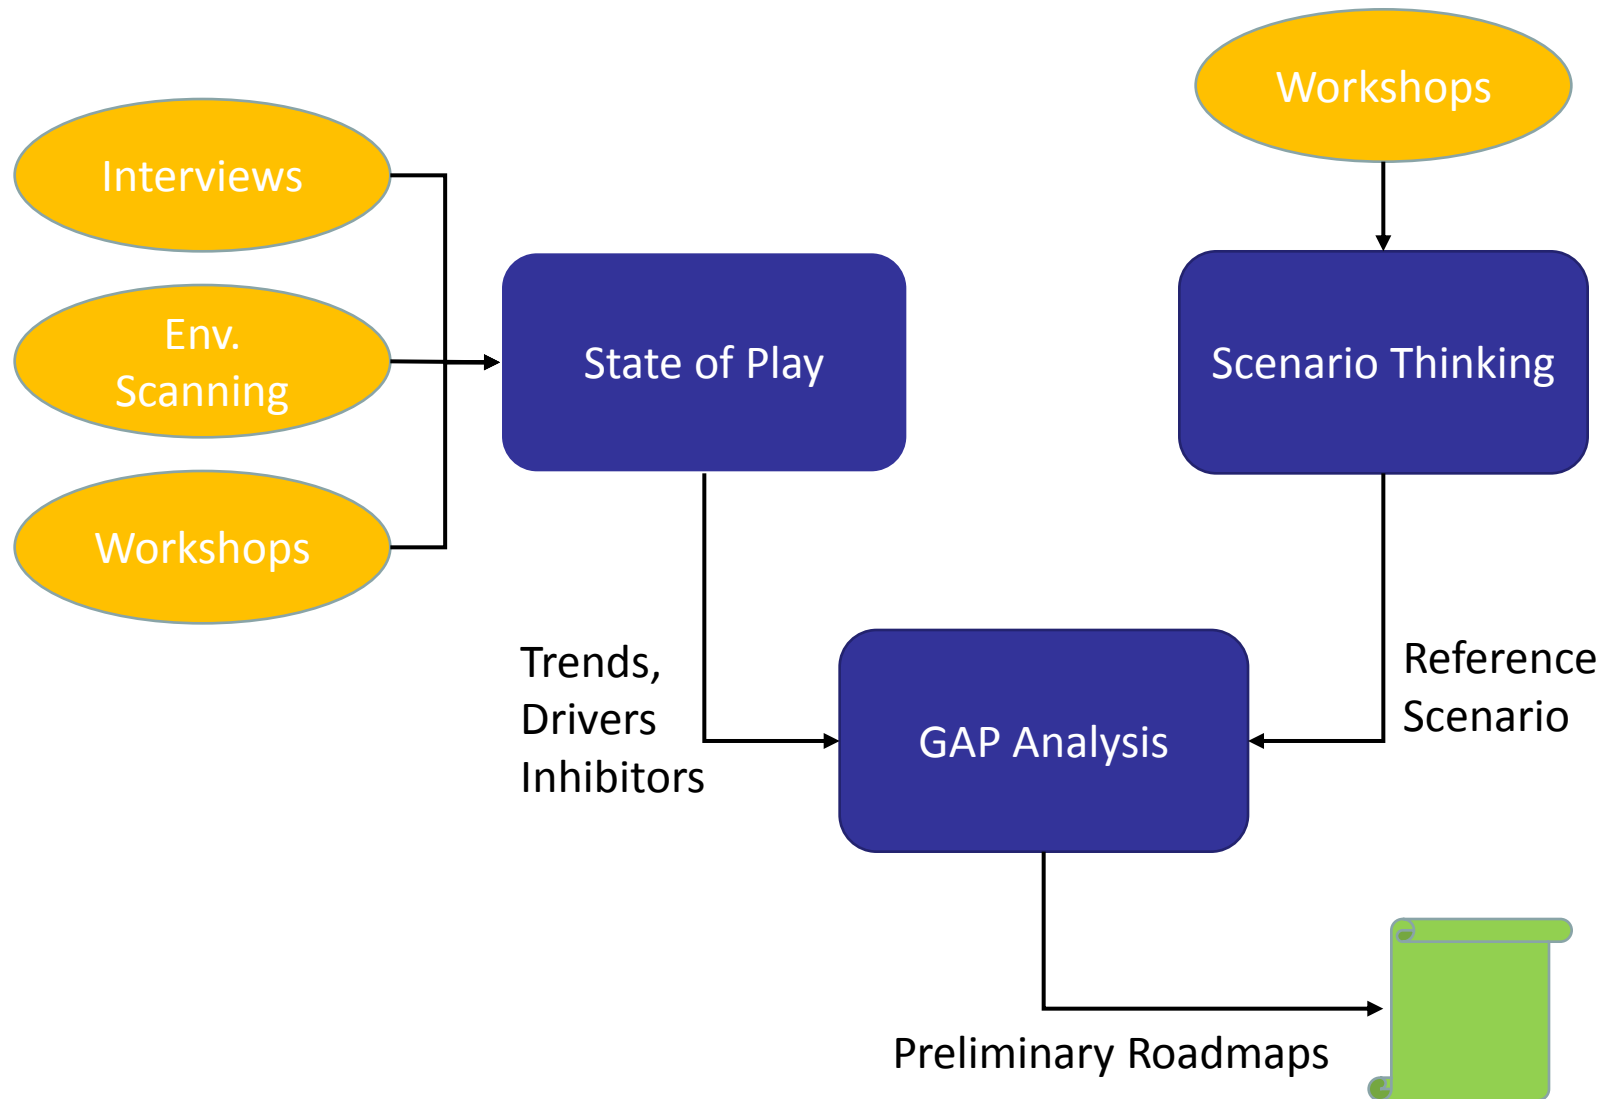 Workshops
Interviews
Env.
Scanning
State of Play
Scenario Thinking
Workshops
Trends,
Drivers
Inhibitors
GAP Analysis
Reference
Scenario
Preliminary Roadmaps